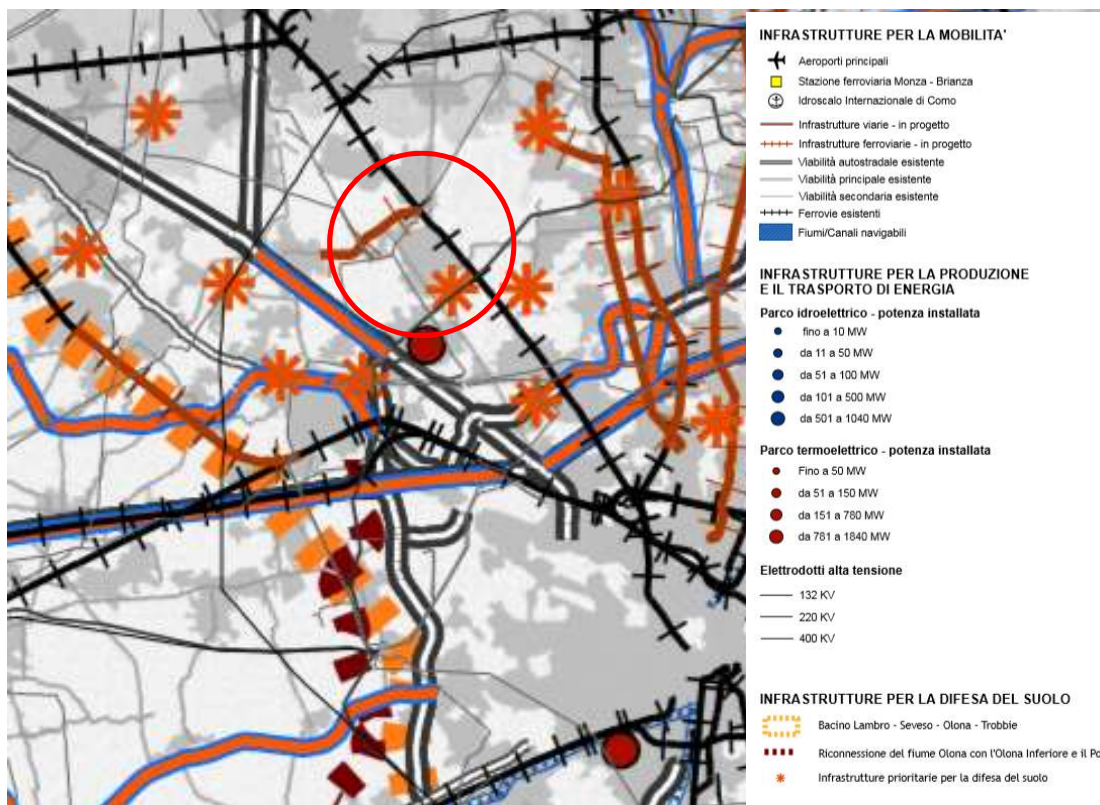 INFRASTRUTTURE PER LA MOBILITA'
Aeroporti principali
Stazione ferroviaria Monza - Brianza
Idroscalo Internazionale di Como
Infrastrutture viarie - in progetto
Infrastrutture ferroviarie - in progetto
Viabilità autostradale esistente
Viabilità principale esistente
Viabilità secondaria esistente
Ferrovie esistenti
Fiumi/Canali navigabili
INFRASTRUTTURE PER LA PRODUZIONE
E IL TRASPORTO DI ENERGIA
Parco idroelettrico - potenza installata
fino a 10 MW
da 11 a 50 MW
da 51 a 100 MW
da 101 a 500 MW
da 501 a 1040 MW
Parco termoelettrico - potenza installata
Fino a 50 MW
da 51 a 150 MW
da 151 a 780 MW
da 781 a 1840 MW
Elettrodotti alta tensione
132 KV
220 KV
400 KV
INFRASTRUTTURE PER LA DIFESA DEL SUOLO
Bacino Lambro - Seveso - Olona - Trobbie
Riconnessione del fiume Olona con l'Olona Inferiore e il Po
Infrastrutture prioritarie per la difesa del suolo